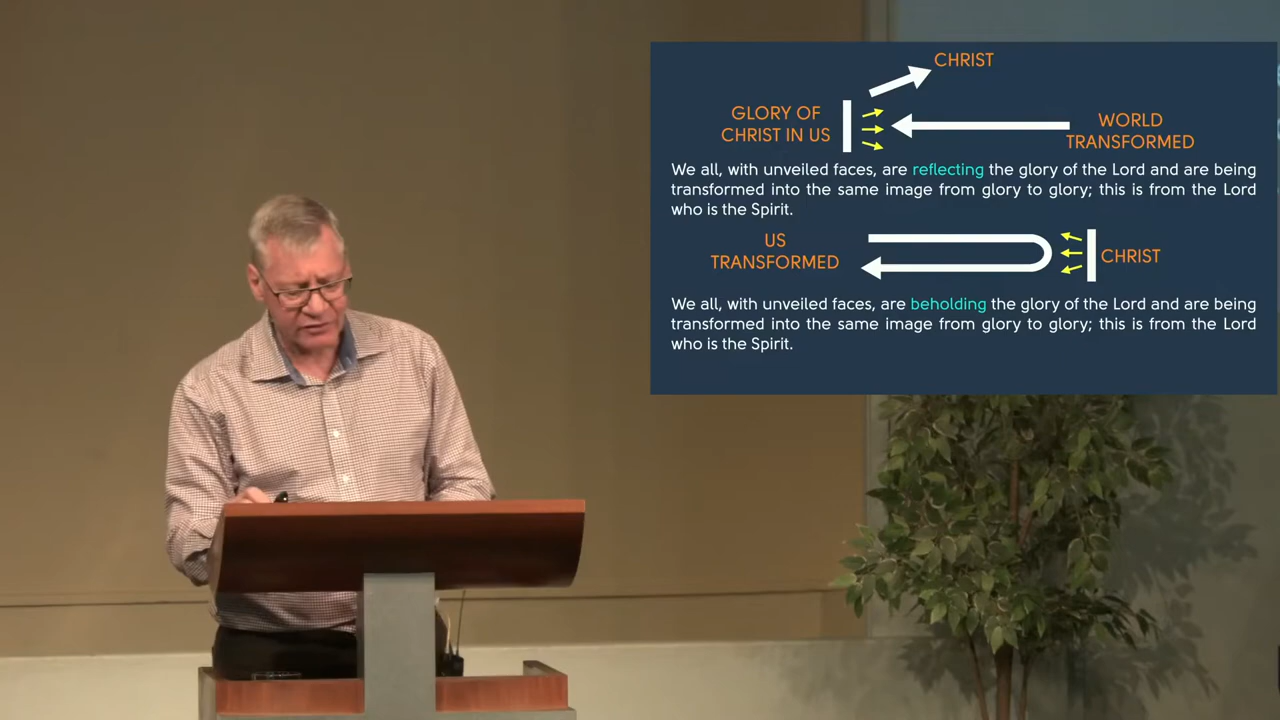 CHRIST
GLORY OF
CHRIST IN US
WORLD
TRANSFORMED
We all, with unveiled faces, are reflecting the glory of the Lord and are being
transformed into the same image from glory to glory; this is from the Lord
who is the Spirit.
US
TRANSFORMED
CHRIST
We all, with unveiled faces, are beholding the glory of the Lord and are being
transformed into the same image from glory to glory; this is from the Lord
who is the Spirit.